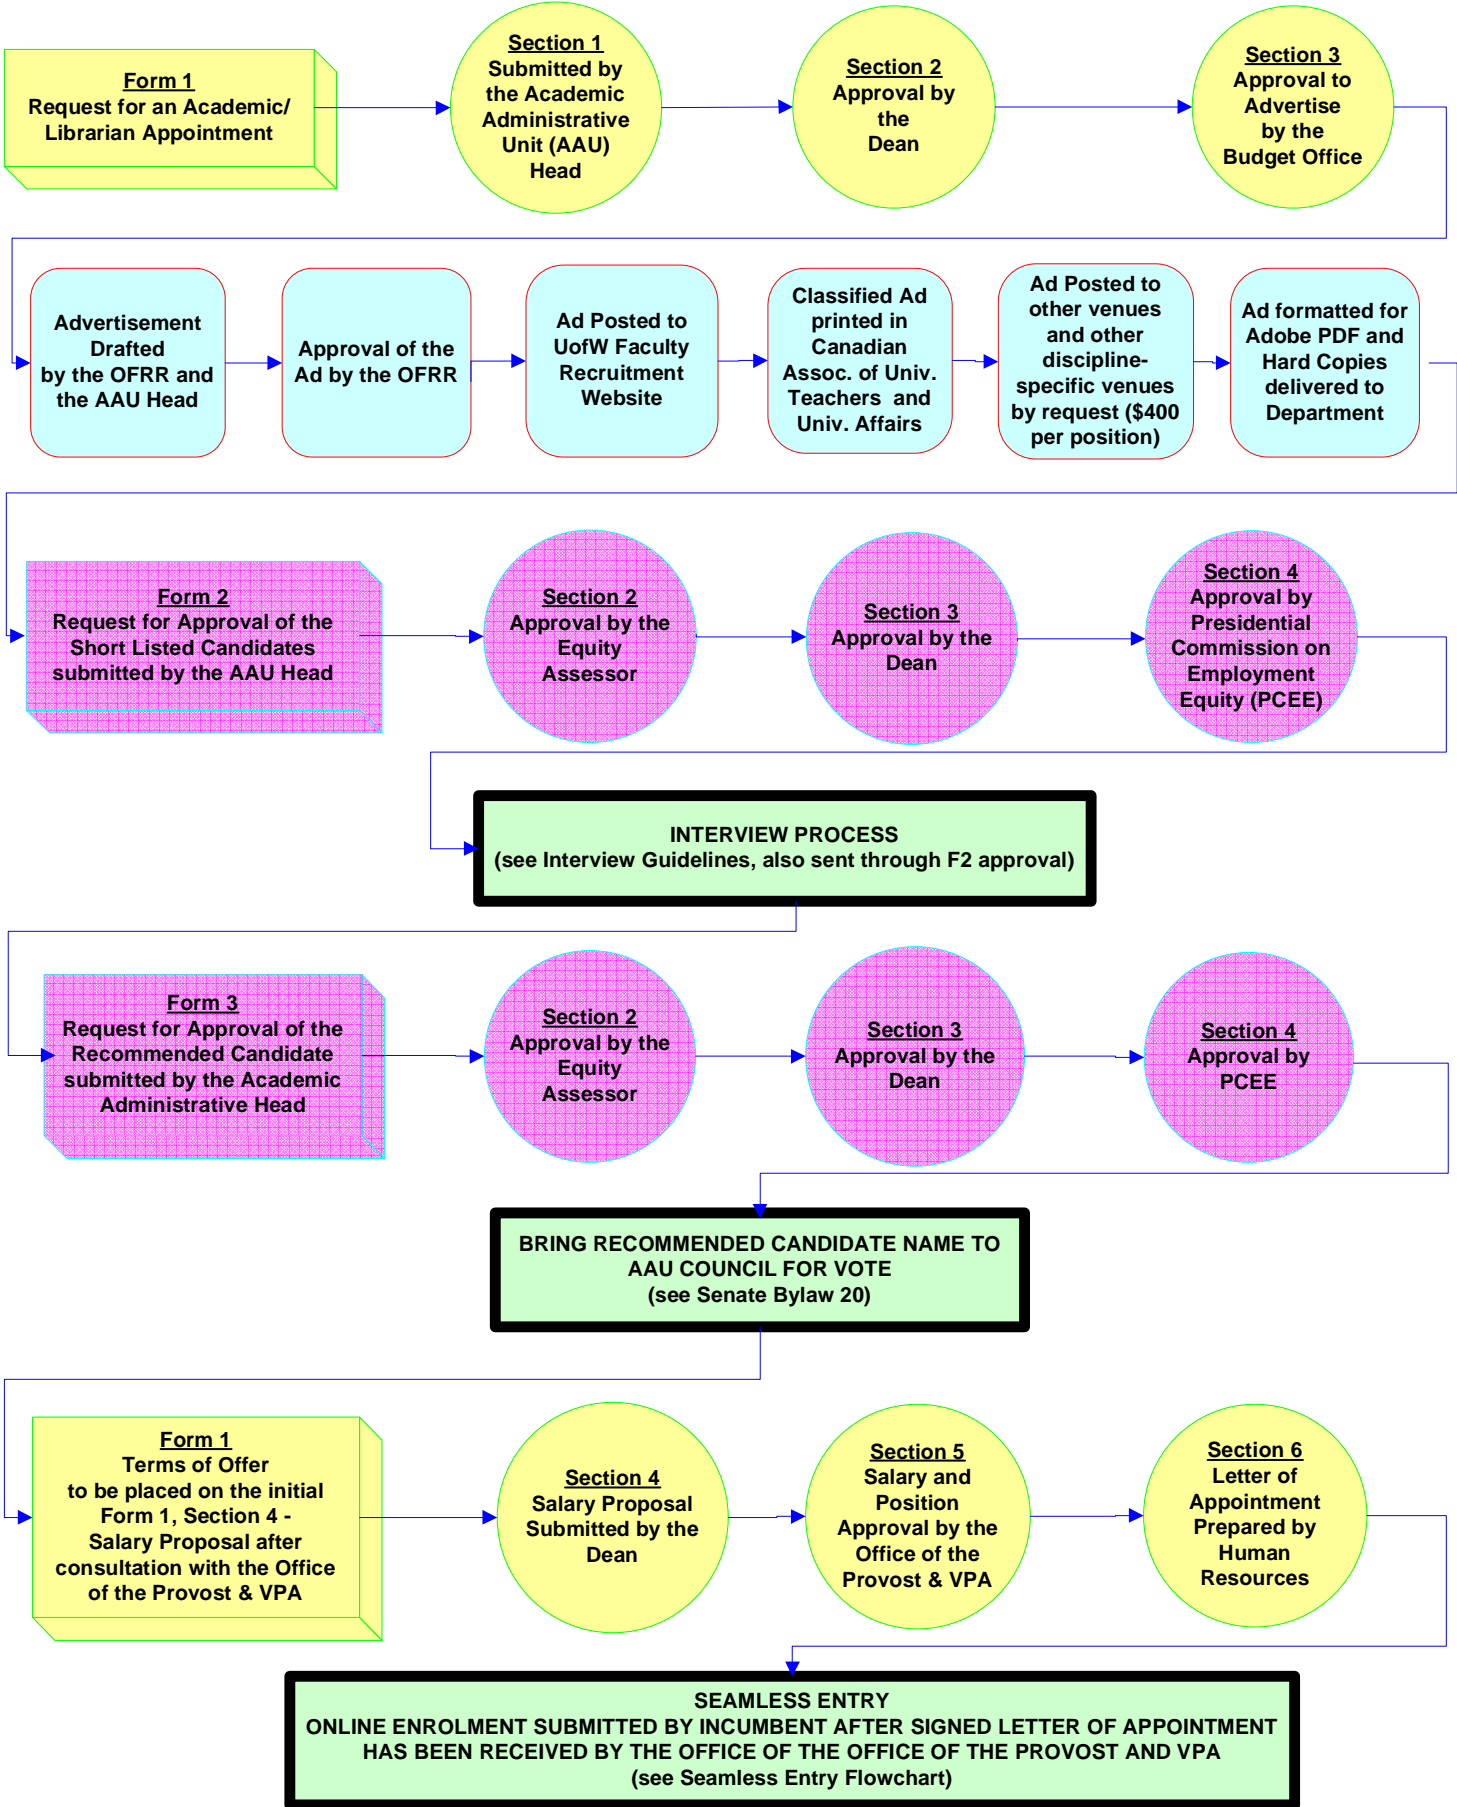 Form 1
Request for an Academic/
Librarian Appointment
Section 1
Submitted by
the Academic
Administrative
Unit (AAU)
Head
Section 2
Approval by
the
Dean
Section 3
Approval to
Advertise
by the
Budget Office
Advertisement
Drafted
by the OFRR and
the AAU Head
Approval of the
Ad by the OFRR
Ad Posted to
UofW Faculty
Recruitment
Website
Classified Ad
printed in
Canadian
Assoc. of Univ.
Teachers and
Univ. Affairs
Ad Posted to
other venues
and other
discipline-
specific venues
by request ($400
per position)
Ad formatted for
Adobe PDF and
Hard Copies
delivered to
Department
Form 2
Request for Approval of the
Short Listed Candidates
submitted by the AAU Head
Section 2
Approval by the
Equity
Assessor
Section 3
Approval by the
Dean
Section 4
Approval by
Presidential
Commission on
Employment
Equity (PCEE)
INTERVIEW PROCESS
(see Interview Guidelines, also sent through F2 approval)
Form 3
Request for Approval of the
Recommended Candidate
submitted by the Academic
Administrative Head
Section 2
Approval by the
Equity
Assessor
Section 3
Approval by the
Dean
Section 4
Approval by
PCEE
BRING RECOMMENDED CANDIDATE NAME TO
AAU COUNCIL FOR VOTE
(see Senate Bylaw 20)
Form 1
Terms of Offer
to be placed on the initial
Form 1, Section 4 -
Salary Proposal after
consultation with the Office
of the Provost & VPA
Section 4
Salary Proposal
Submitted by the
Dean
Section 5
Salary and
Position
Approval by the
Office of the
Provost & VPA
Section 6
Letter of
Appointment
Prepared by
Human
Resources
SEAMLESS ENTRY
ONLINE ENROLMENT SUBMITTED BY INCUMBENT AFTER SIGNED LETTER OF APPOINTMENT
HAS BEEN RECEIVED BY THE OFFICE OF THE OFFICE OF THE PROVOST AND VPA
(see Seamless Entry Flowchart)